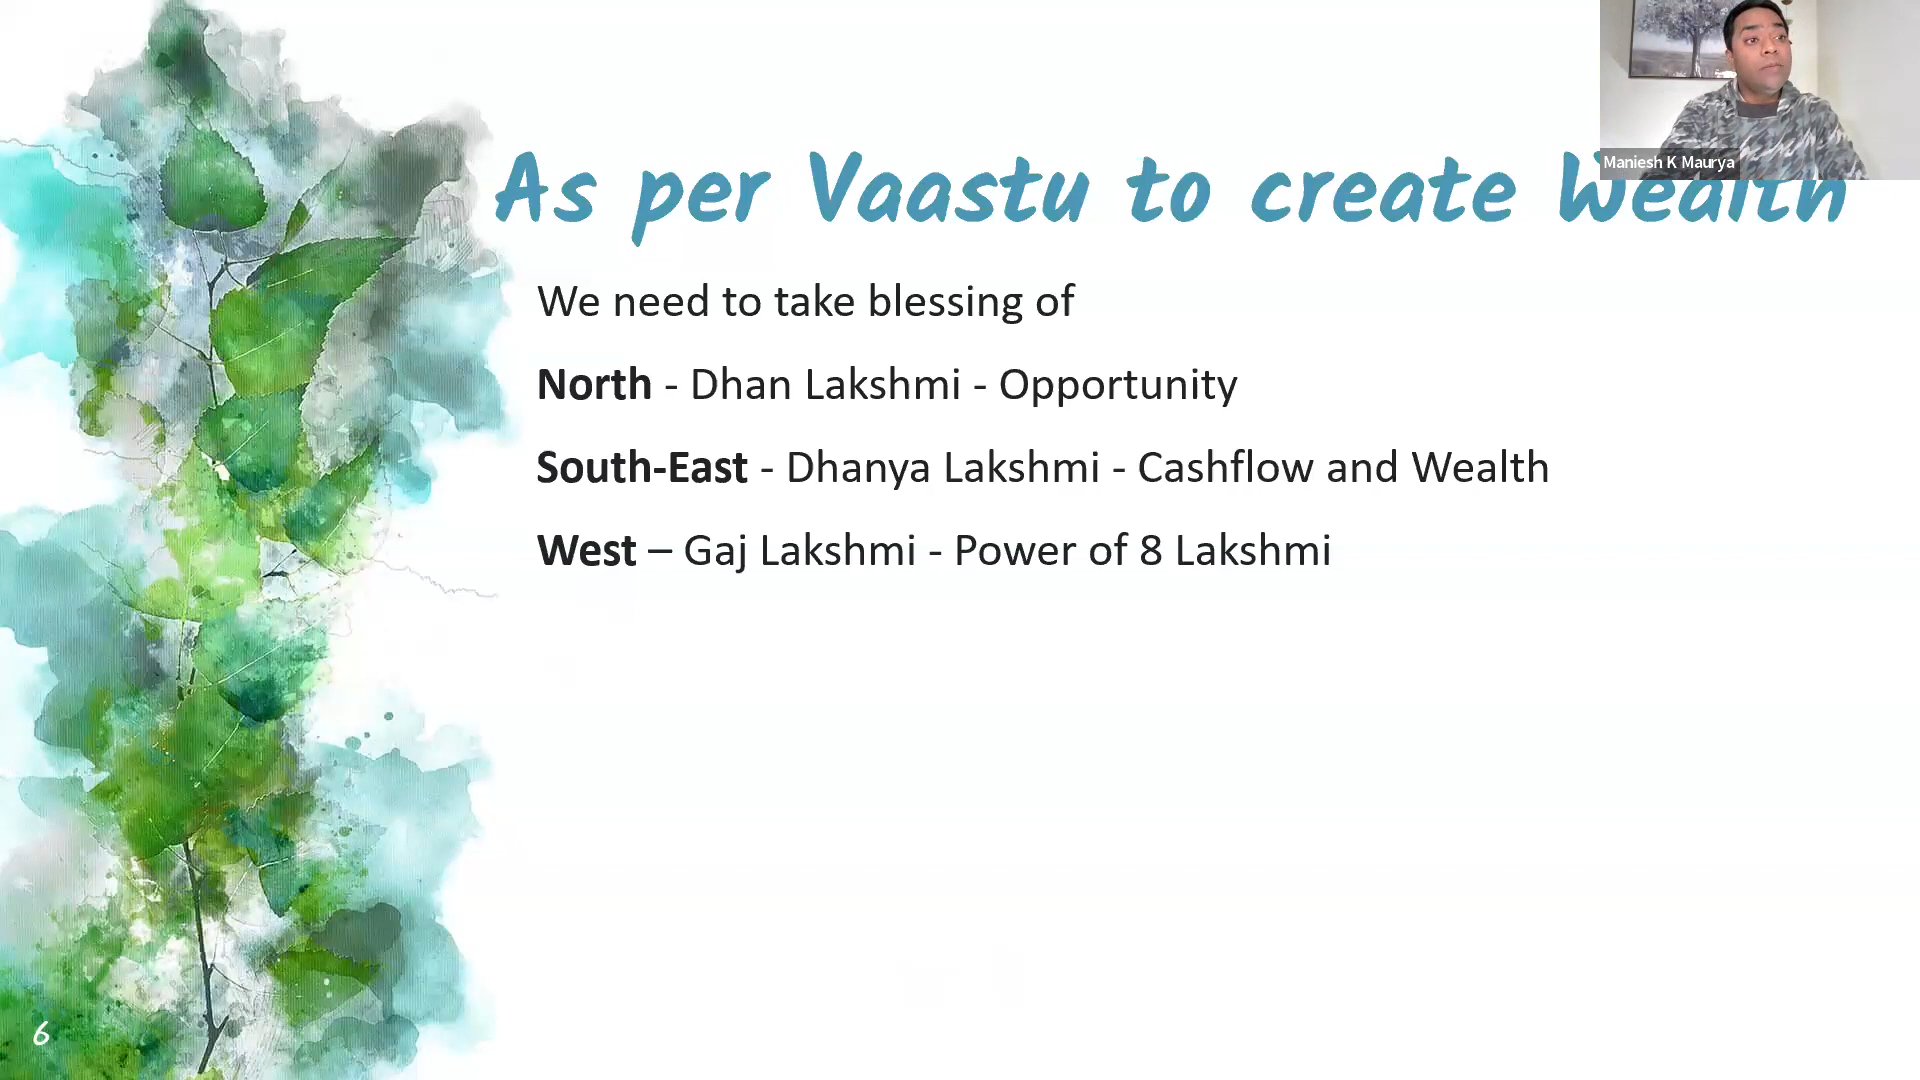 Maniesh K Maurya
As per Vaastu to create Wealth
We need to take blessing of
North - Dhan Lakshmi - Opportunity
South-East - Dhanya Lakshmi - Cashflow and Wealth
West – Gaj Lakshmi - Power of 8 Lakshmi
6